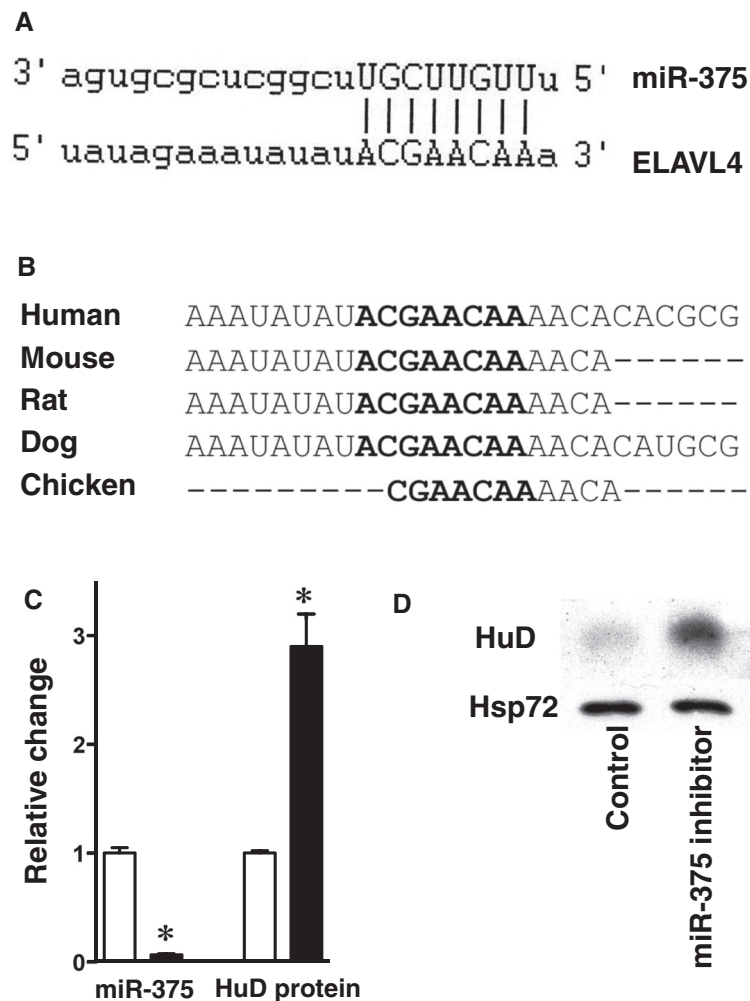 A
3' agugcgcucggcuUGCUUGUUu 5' miR-375
5' uauagaaauauauACGAACAAa 3' ELAVL4
B
Human AAAUAUAUACGAACAAAACACACGCG
Mouse AAAUAUAUACGAACAAAACA------
Rat AAAUAUAUACGAACAAAACA------
Dog AAAUAUAUACGAACAAAACACAUGCG
Chicken ---------CGAACAAAACA------
C
Relative change
3
2
1
0
*
*
miR-375 HuD protein
D
HuD
Hsp72
Control
miR-375 inhibitor